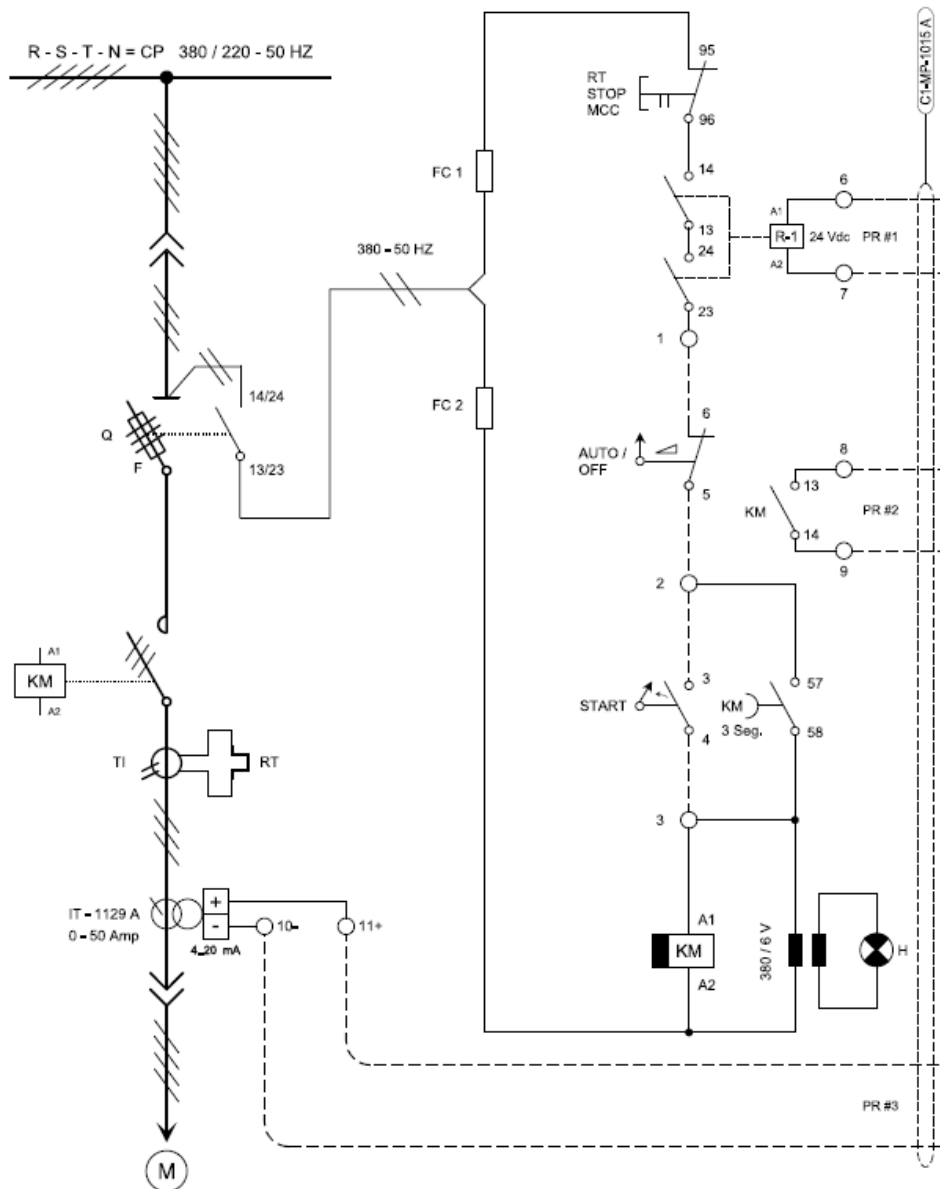 R - S - T - N = CP 380 / 220 - 50 HZ
C1-MP-1015 A
95
RT
STOP
MCC
96
FC 1
14
6
A1
13
R-1
24 Vdc
PR #1
24
A2
380 - 50 HZ
23
7
1
14/24
FC 2
6
Q
AUTO /
OFF
8
F
13/23
5
13
PR #2
KM
14
9
2
A1
3
57
KM
START
KM
3 Seg.
A2
4
58
TI
RT
3
IT - 1129 A
0 - 50 Amp
+
-
10-
11+
4_20 mA
A1
KM
A2
380 / 6 V
H
PR #3
M